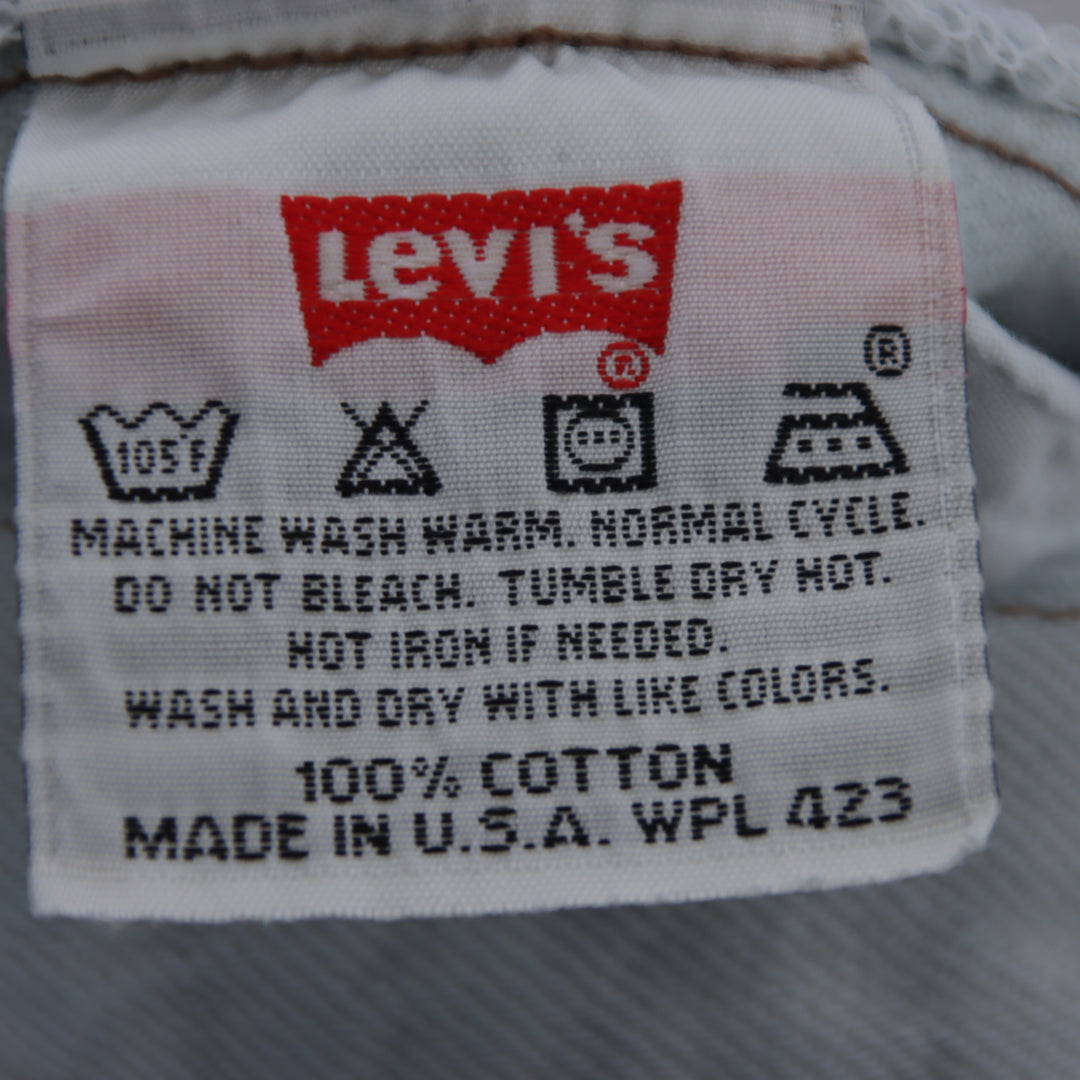 Levi's
®
®
105°F
MACHINE WASH WARM. NORMAL CYCLE.
DO NOT BLEACH. TUMBLE DRY HOT.
HOT IRON IF NEEDED.
WASH AND DRY WITH LIKE COLORS.
100% COTTON
MADE IN U.S.A. WPL 423